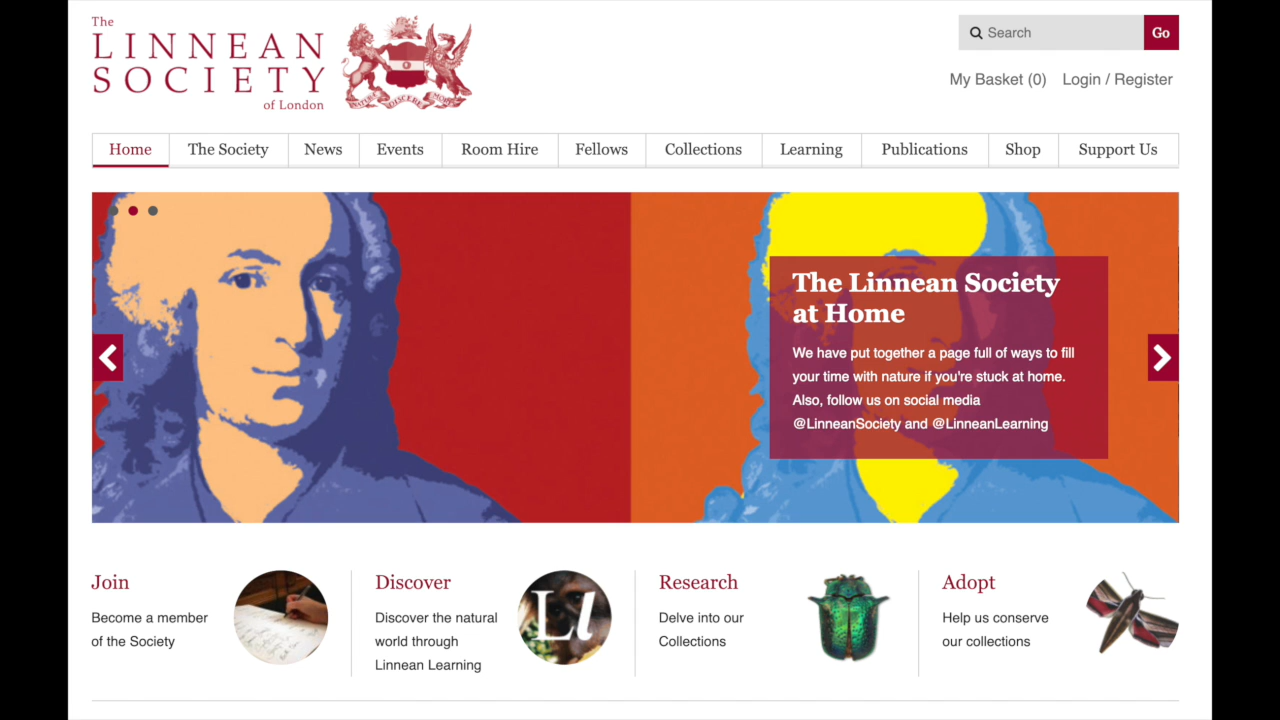 The
LINNEAN
SOCIETY
of London
NATURÆ DISCERE MORES
Search
Go
My Basket (0) Login / Register
Home The Society News Events Room Hire Fellows Collections Learning Publications Shop Support Us
The Linnean Society
at Home
We have put together a page full of ways to fill
your time with nature if you're stuck at home.
Also, follow us on social media
@LinneanSociety and @LinneanLearning
Join
Become a member
of the Society
Discover
Discover the natural
world through
Linnean Learning
Ll
Research
Delve into our
Collections
Adopt
Help us conserve
our collections